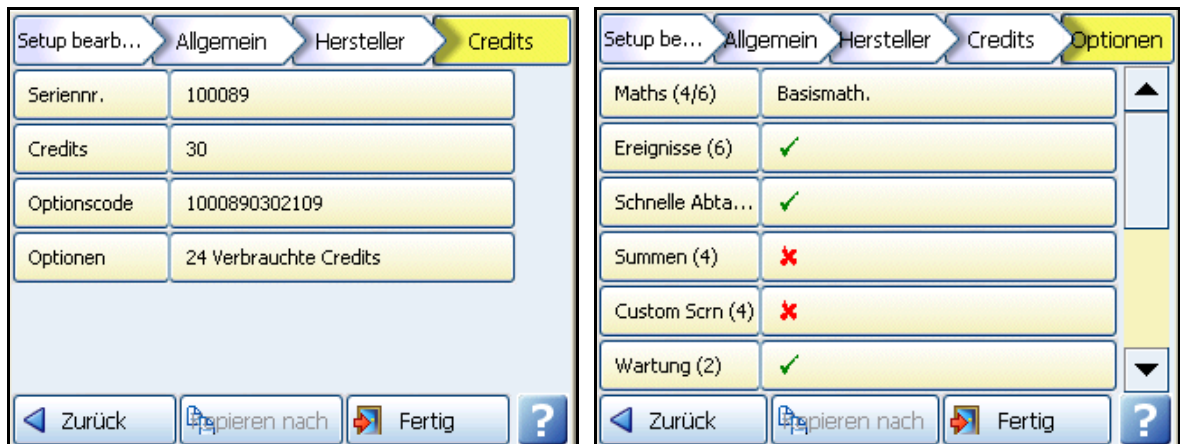 Setup bearb... Allgemein Hersteller Credits
Seriennr. 100089
Credits 30
Optionscode 1000890302109
Optionen 24 Verbrauchte Credits
Zurück Kopieren nach Fertig ?
Setup be... Allgemein Hersteller Credits Optionen
Maths (4/6) Basismath.
Ereignisse (6)
Schnelle Abta...
Summen (4)
Custom Scrn (4)
Wartung (2)
Zurück Kopieren nach Fertig ?